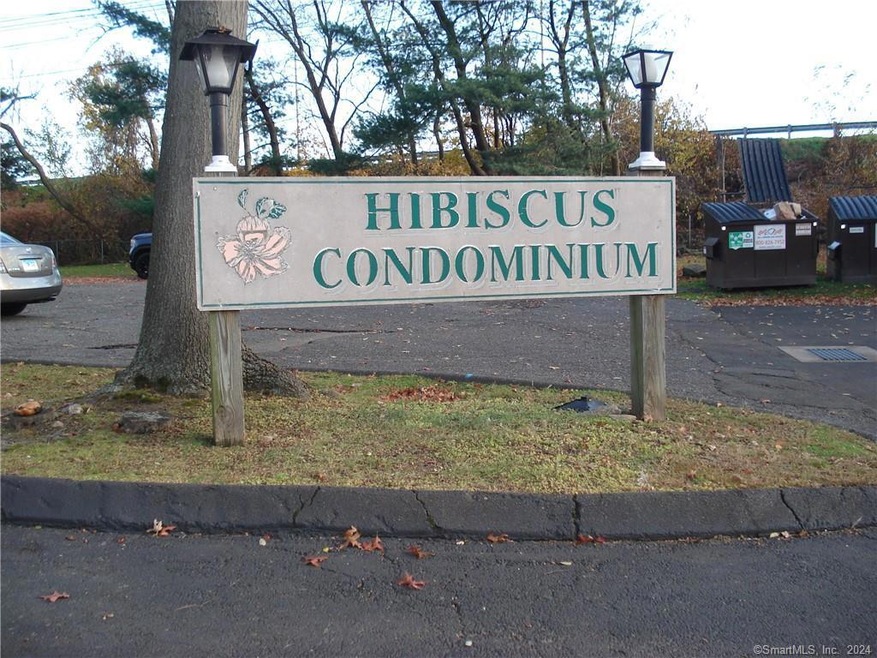 HIBISCUS
CONDOMINIUM
©SmartMLS, Inc. 2024